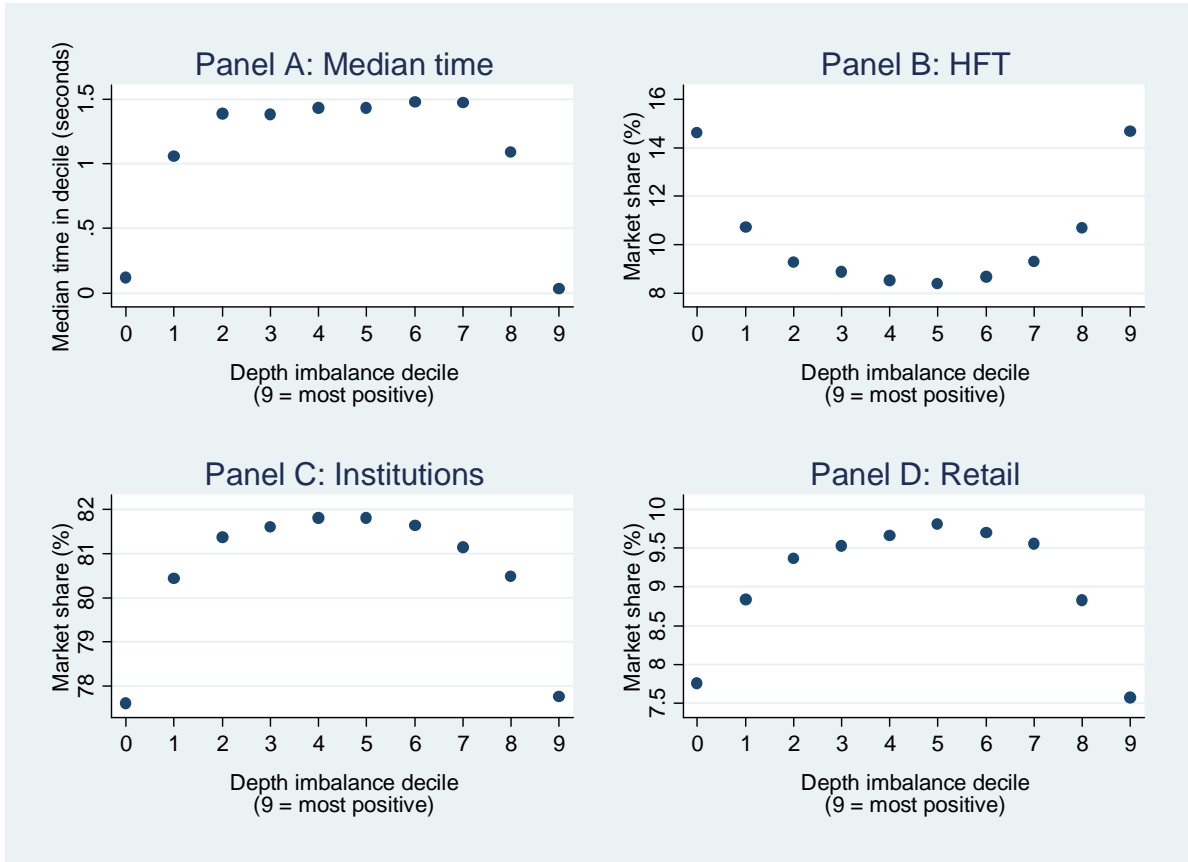 Panel A: Median time
Median time in decile (seconds)
1.5
1
.5
0
0 1 2 3 4 5 6 7 8 9
Depth imbalance decile
(9 = most positive)
Panel B: HFT
Market share (%)
16
14
12
10
8
0 1 2 3 4 5 6 7 8 9
Depth imbalance decile
(9 = most positive)
Panel C: Institutions
Market share (%)
82
81
80
79
78
0 1 2 3 4 5 6 7 8 9
Depth imbalance decile
(9 = most positive)
Panel D: Retail
Market share (%)
10
9.5
9
8.5
8
7.5
0 1 2 3 4 5 6 7 8 9
Depth imbalance decile
(9 = most positive)